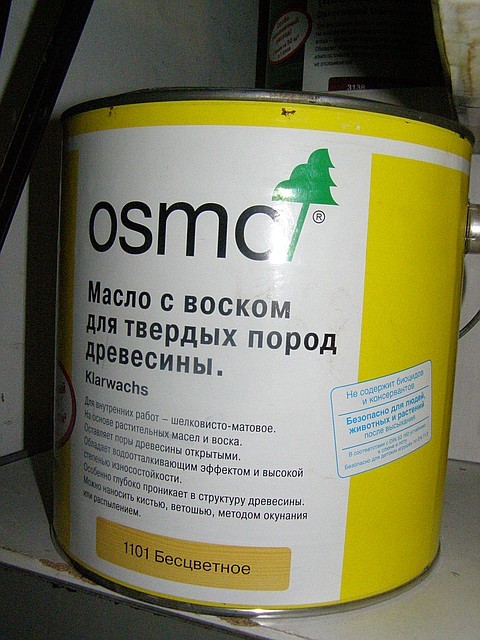 3138
osmo ®
Масло с воском
для твердых пород
древесины.
Klarwachs
Для внутренних работ – шелковисто-матовое.
На основе растительных масел и воска.
Оставляет поры древесины открытыми.
Обладает водоотталкивающим эффектом и высокой
степенью износостойкости.
Особенно глубоко проникает в структуру древесины.
Можно наносить кистью, ветошью, методом окунания
или распылением.
Не содержит биоцидов
и консервантов
Безопасно для людей,
животных и растений
после высыхания
1101 Бесцветное